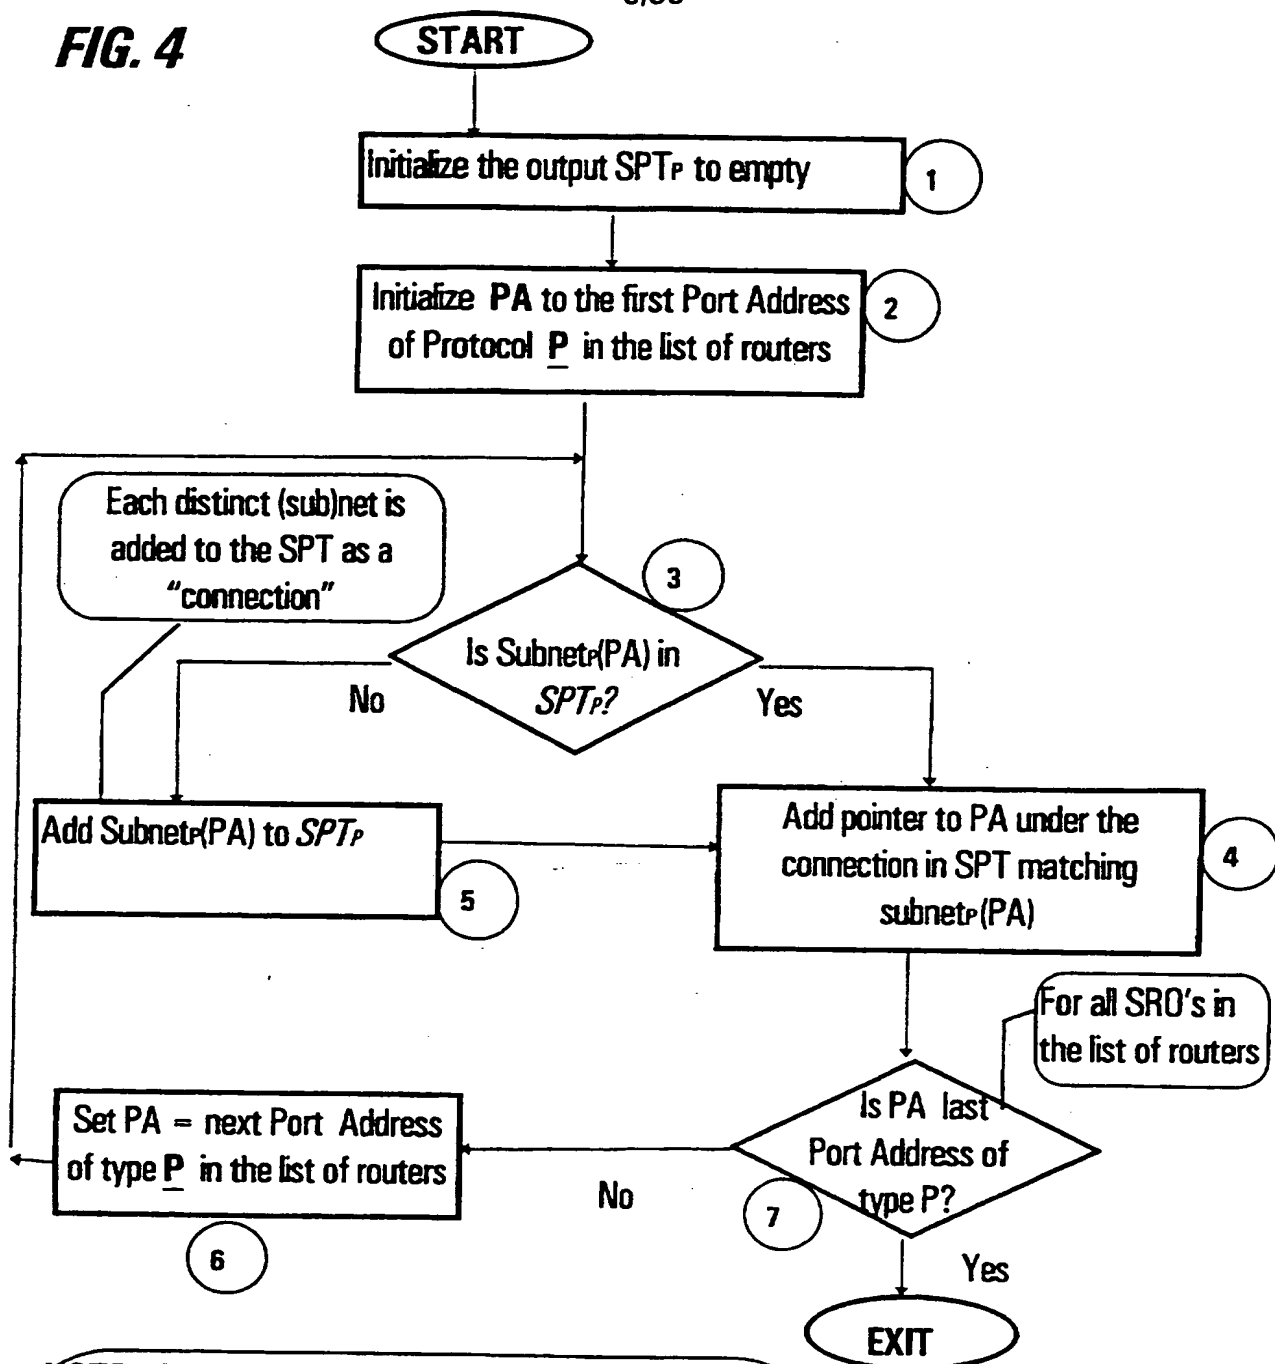 FIG. 4
START
Initialize the output SPTP to empty
1
Initialize PA to the first Port Address
of Protocol P in the list of routers
2
Each distinct (sub)net is
added to the SPT as a
"connection"
3
Is SubnetP(PA) in
SPTP?
No
Yes
Add SubnetP(PA) to SPTP
5
Add pointer to PA under the
connection in SPT matching
subnetP(PA)
4
For all SRO's in
the list of routers
Is PA last
Port Address of
type P?
7
No
Set PA = next Port Address
of type P in the list of routers
6
Yes
EXIT